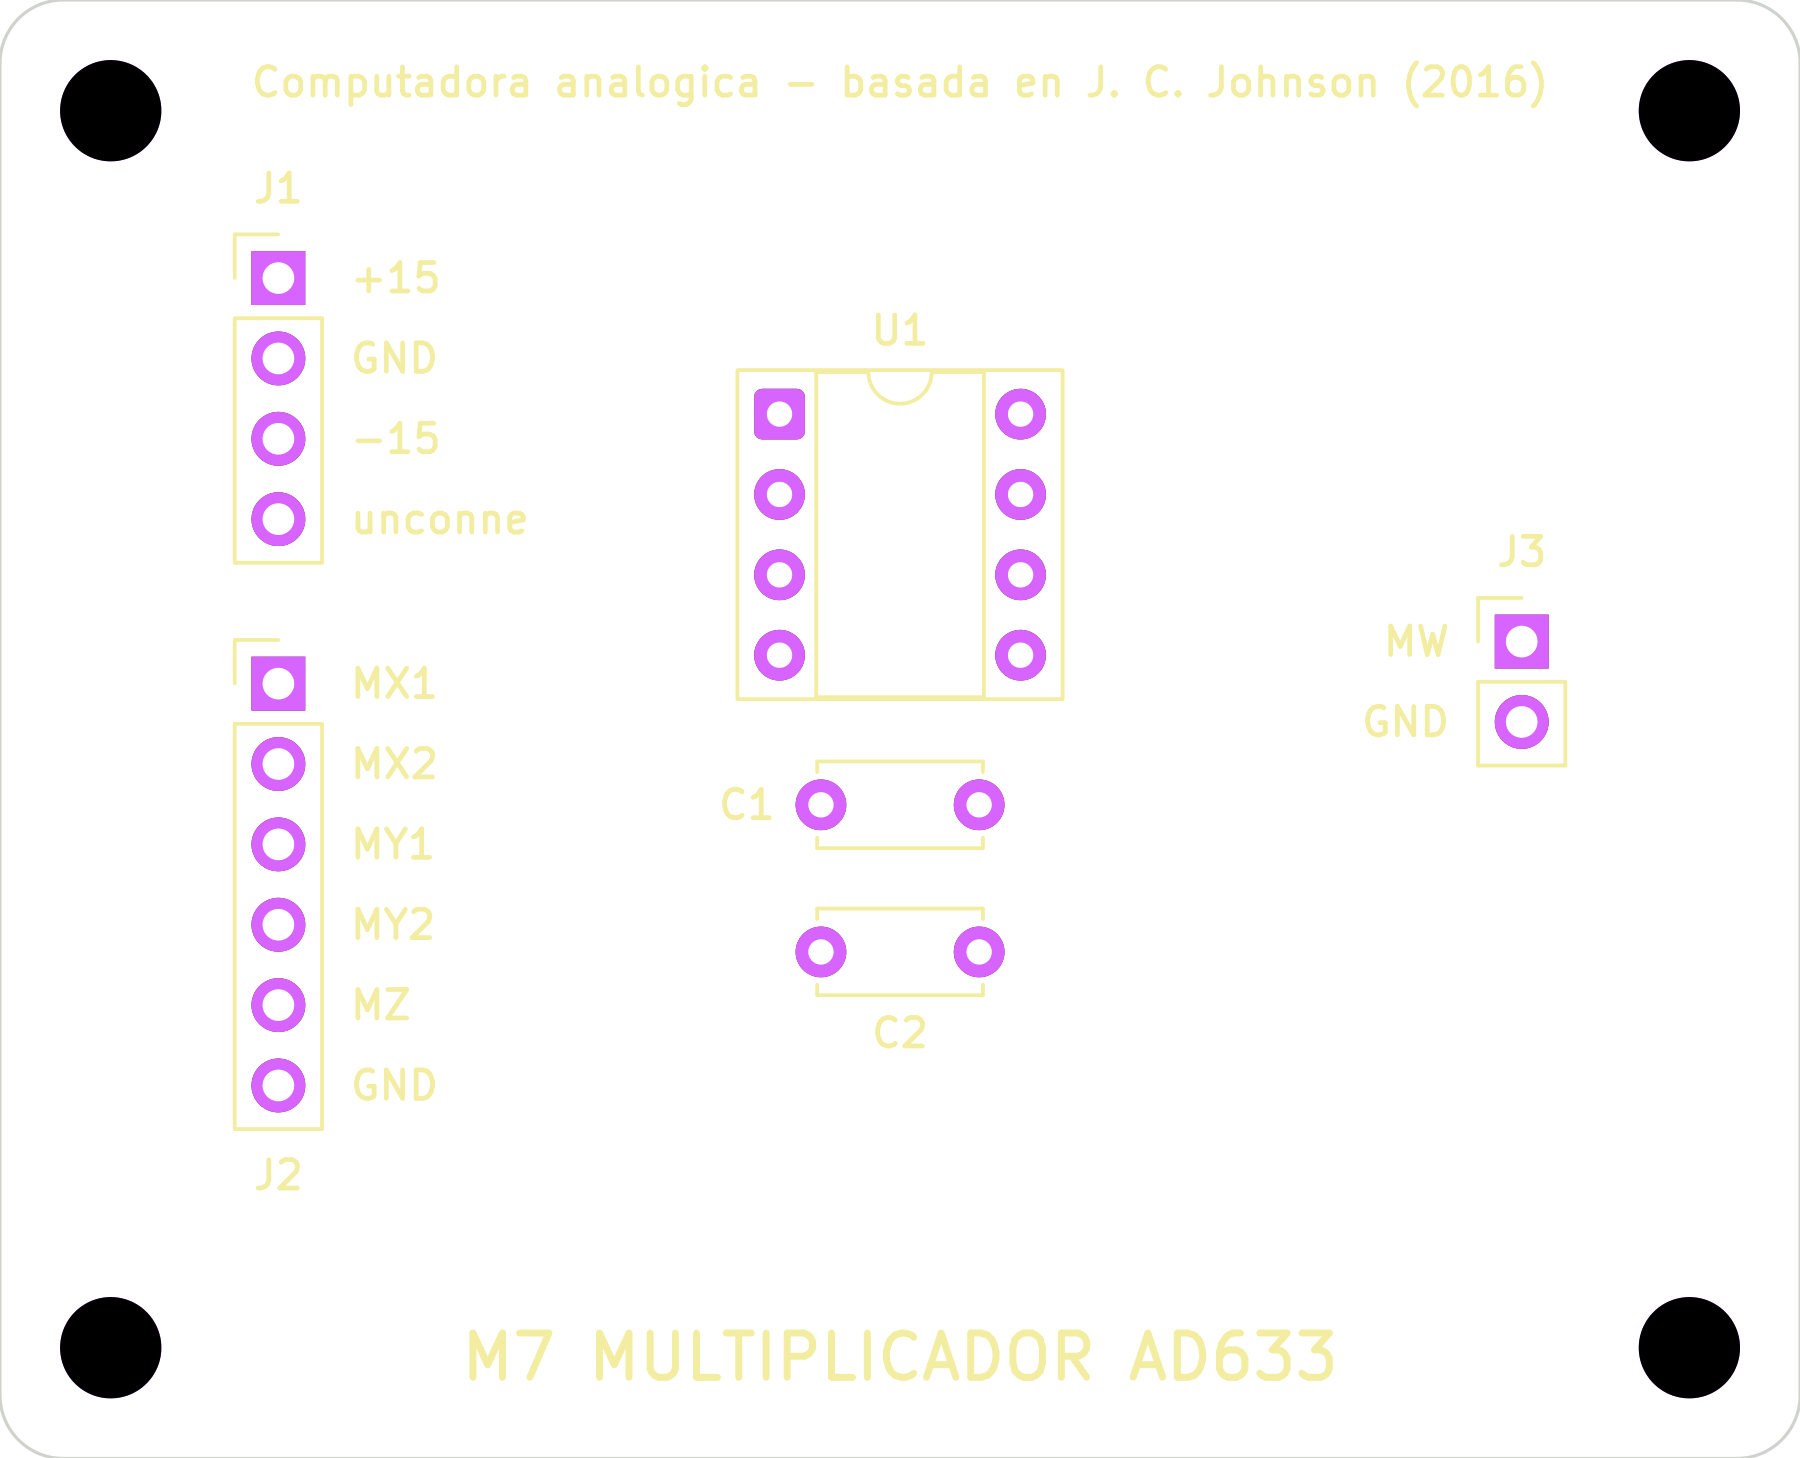 Computadora analogica - basada en J. C. Johnson (2016)
J1
+15
GND
-15
unconne
U1
J3
MW
GND
MX1
MX2
MY1
MY2
MZ
GND
J2
C1
C2
M7 MULTIPLICADOR AD633